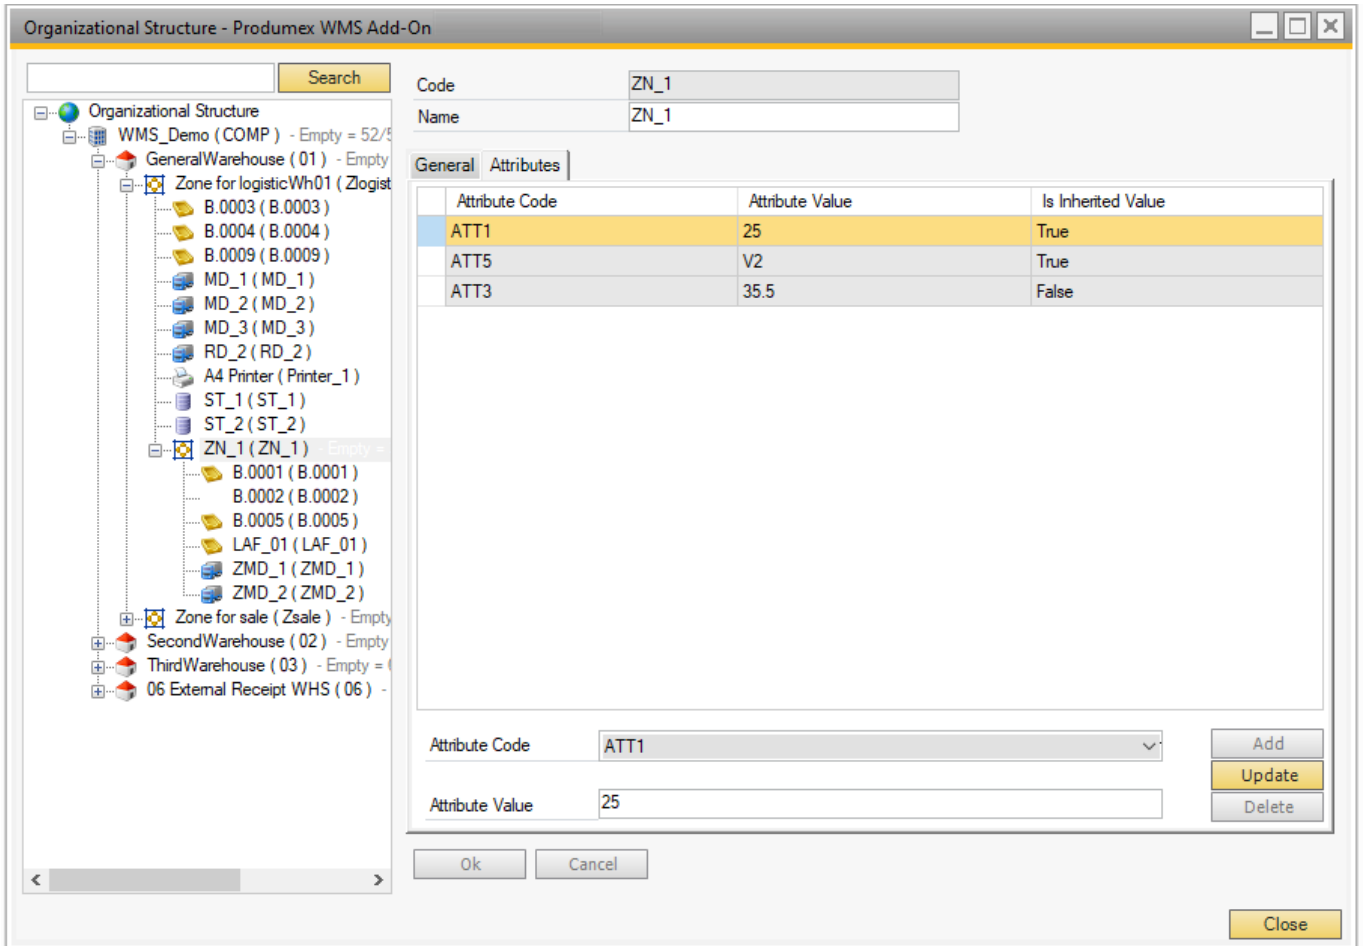 Organizational Structure - Produmex WMS Add-On
Search
Organizational Structure
WMS_Demo ( COMP ) - Empty = 52/5
GeneralWarehouse ( 01 ) - Empty
Zone for logisticWh01 ( Zlogist
B.0003 ( B.0003 )
B.0004 ( B.0004 )
B.0009 ( B.0009 )
MD_1 ( MD_1 )
MD_2 ( MD_2 )
MD_3 ( MD_3 )
RD_2 ( RD_2 )
A4 Printer ( Printer_1 )
ST_1 ( ST_1 )
ST_2 ( ST_2 )
ZN_1 ( ZN_1 ) - Empty =
B.0001 ( B.0001 )
B.0002 ( B.0002 )
B.0005 ( B.0005 )
LAF_01 ( LAF_01 )
ZMD_1 ( ZMD_1 )
ZMD_2 ( ZMD_2 )
Zone for sale ( Zsale ) - Empty
SecondWarehouse ( 02 ) - Empty
ThirdWarehouse ( 03 ) - Empty =
06 External Receipt WHS ( 06 ) -
Code ZN_1
Name ZN_1
General Attributes
Attribute Code Attribute Value Is Inherited Value
ATT1 25 True
ATT5 V2 True
ATT3 35.5 False
Attribute Code ATT1 Add
Update
Attribute Value 25 Delete
Ok Cancel
Close